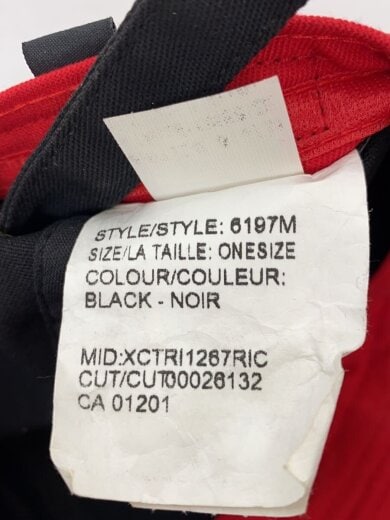 STYLE/STYLE: 6197M
SIZE/LA TAILLE: ONESIZE
COLOUR/COULEUR:
BLACK - NOIR
MID:XCTRI1267RIC
CUT/CUT00026132
CA 01201